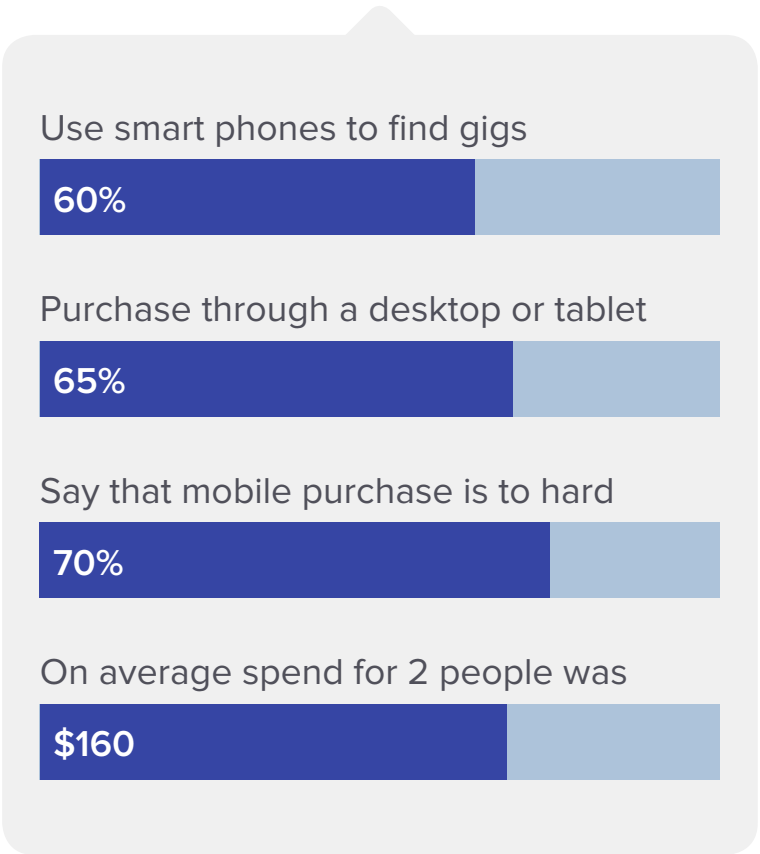 Use smart phones to find gigs
60%
Purchase through a desktop or tablet
65%
Say that mobile purchase is to hard
70%
On average spend for 2 people was
$160